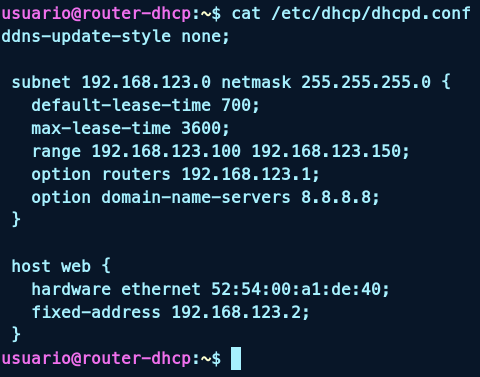 usuario@router-dhcp:~$ cat /etc/dhcp/dhcpd.conf
ddns-update-style none;
subnet 192.168.123.0 netmask 255.255.255.0 {
default-lease-time 700;
max-lease-time 3600;
range 192.168.123.100 192.168.123.150;
option routers 192.168.123.1;
option domain-name-servers 8.8.8.8;
}
host web {
hardware ethernet 52:54:00:a1:de:40;
fixed-address 192.168.123.2;
}
usuario@router-dhcp:~$